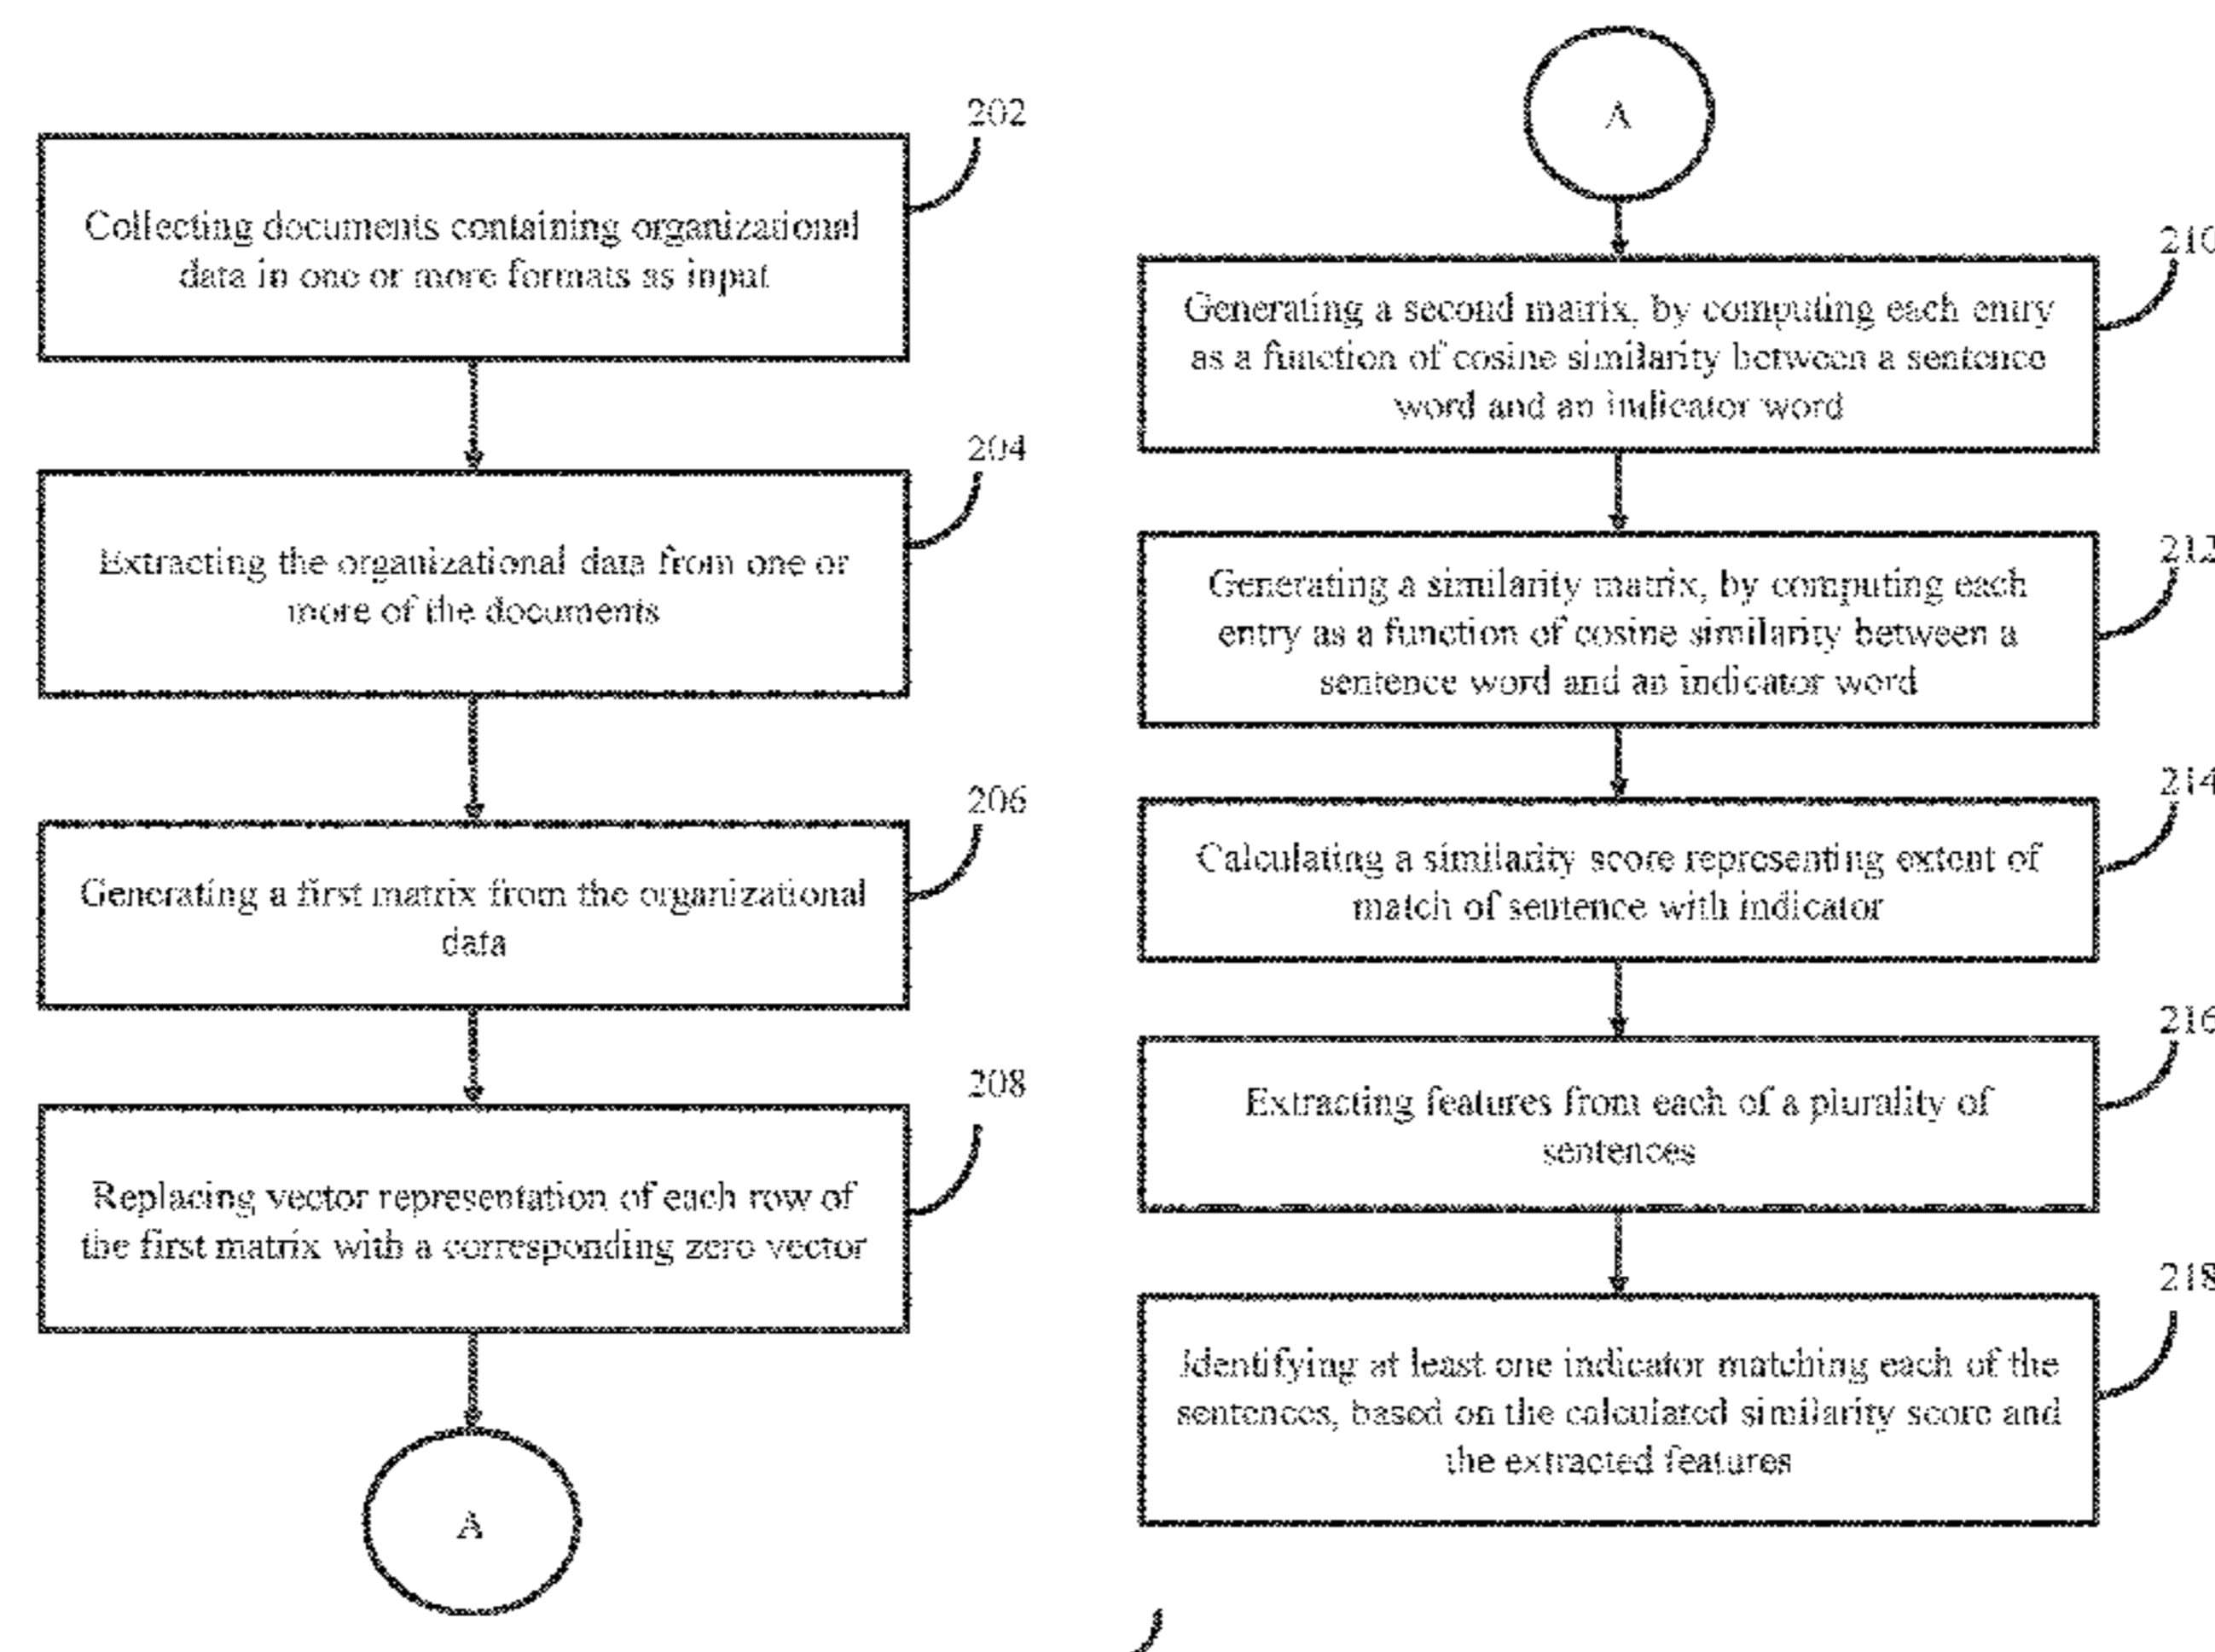 202
Collecting documents containing organizational
data in one or more formats as input
204
Extracting the organizational data from one or
more of the documents
206
Generating a first matrix from the organizational
data
208
Replacing vector representation of each row of
the first matrix with a corresponding zero vector
A
A
210
Generating a second matrix, by computing each entry
as a function of cosine similarity between a sentence
word and an indicator word
212
Generating a similarity matrix, by computing each
entry as a function of cosine similarity between a
sentence word and an indicator word
214
Calculating a similarity score representing extent of
match of sentence with indicator
216
Extracting features from each of a plurality of
sentences
218
Identifying at least one indicator matching each of the
sentences, based on the calculated similarity score and
the extracted features